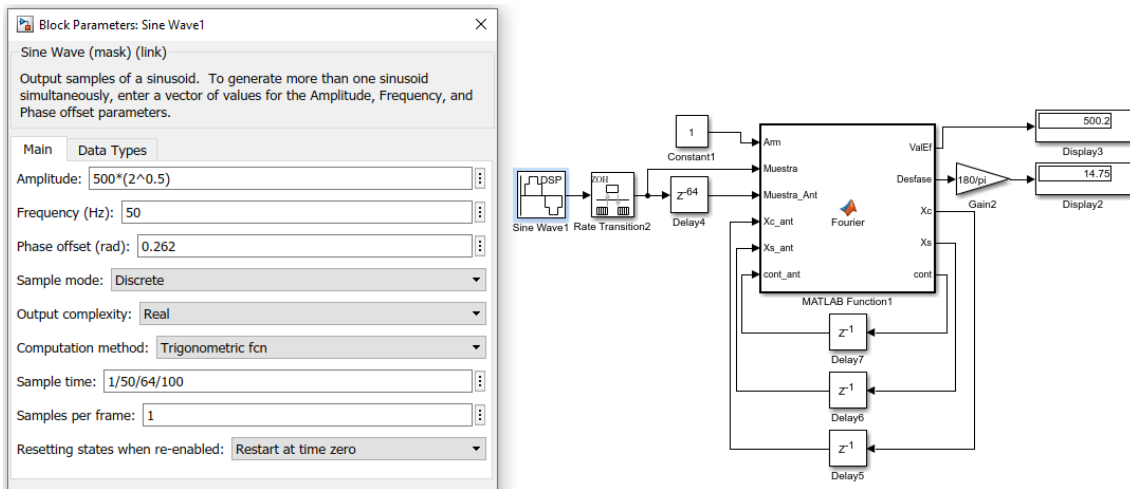 Block Parameters: Sine Wave1
Sine Wave (mask) (link)
Output samples of a sinusoid. To generate more than one sinusoid
simultaneously, enter a vector of values for the Amplitude, Frequency, and
Phase offset parameters.
Main
Data Types
Amplitude: 500*(2^0.5)
Frequency (Hz): 50
Phase offset (rad): 0.262
Sample mode: Discrete
Output complexity: Real
Computation method: Trigonometric fcn
Sample time: 1/50/64/100
Samples per frame: 1
Resetting states when re-enabled: Restart at time zero
DSP
Sine Wave1
ZOH
Rate Transition2
1
Constant1
Z-64
Delay4
Arm
Muestra
Muestra_Ant
Xc_ant
Xs_ant
cont_ant
Fourier
ValEf
Desfase
Xc
Xs
cont
MATLAB Function1
180/pi
Gain2
500.2
Display3
14.75
Display2
Z-1
Delay7
Z-1
Delay6
Z-1
Delay5